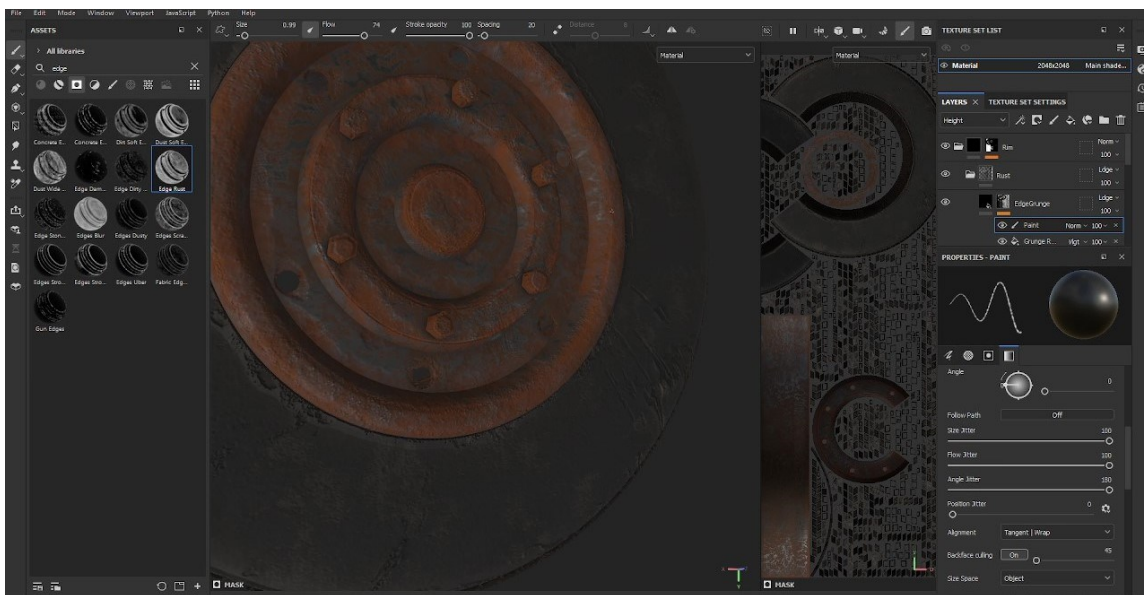 File Edit Mode Window Viewport JavaScript Python Help
ASSETS
All libraries
edge
Concrete E...
Concrete E...
Dirt Soft E...
Dust Soft E...
Dust Wide ...
Edge Dam...
Edge Dirty ...
Edge Rust
Edge Ston...
Edges Blur
Edges Dusty
Edges Scra...
Edges Stro...
Edges Stro...
Edges Uber
Fabric Edg...
Gun Edges
Size 0.99
Flow 74
Stroke opacity 100
Spacing 20
Distance 8
Material
MASK
Material
MASK
TEXTURE SET LIST
Material 2048x2048 Main shade...
LAYERS TEXTURE SET SETTINGS
Height
Rim Norm 100
Rust Ldge 100
EdgeGrunge Ldge 100
Paint Norm 100
Grunge R... 100
PROPERTIES - PAINT
Angle 0
Follow Path Off
Size Jitter 100
Flow Jitter 100
Angle Jitter 180
Position Jitter 0
Alignment Tangent | Wrap
Backface culling On 45
Size Space Object